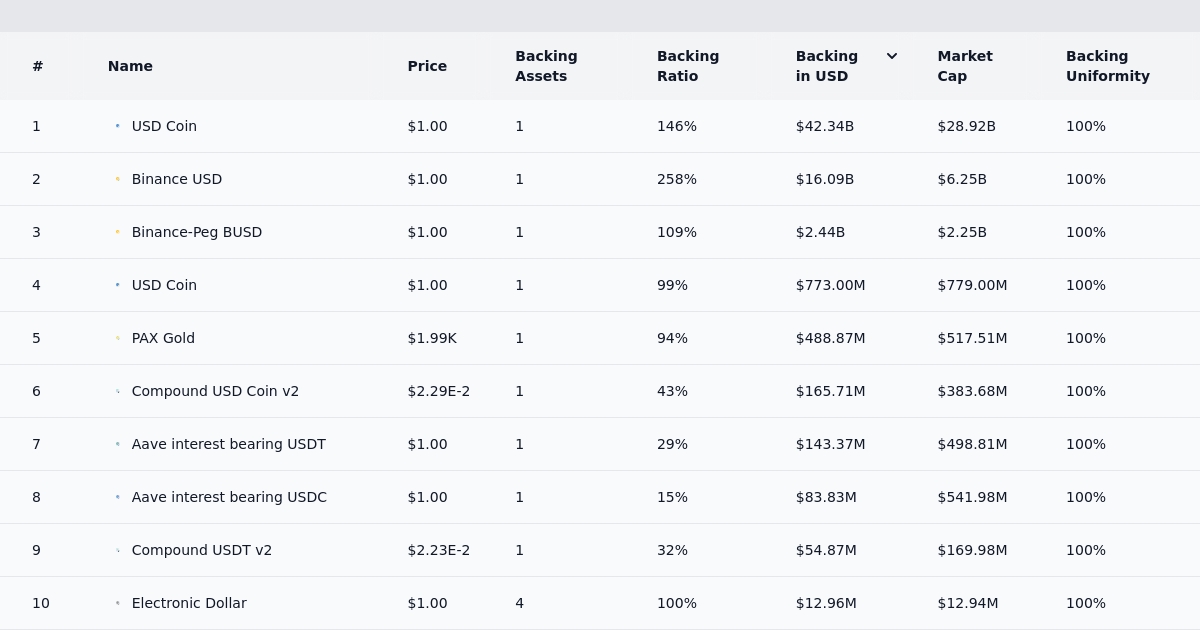 # Name Price Backing Assets Backing Ratio Backing in USD Market Cap Backing Uniformity
1 USD Coin $1.00 1 146% $42.34B $28.92B 100%
2 Binance USD $1.00 1 258% $16.09B $6.25B 100%
3 Binance-Peg BUSD $1.00 1 109% $2.44B $2.25B 100%
4 USD Coin $1.00 1 99% $773.00M $779.00M 100%
5 PAX Gold $1.99K 1 94% $488.87M $517.51M 100%
6 Compound USD Coin v2 $2.29E-2 1 43% $165.71M $383.68M 100%
7 Aave interest bearing USDT $1.00 1 29% $143.37M $498.81M 100%
8 Aave interest bearing USDC $1.00 1 15% $83.83M $541.98M 100%
9 Compound USDT v2 $2.23E-2 1 32% $54.87M $169.98M 100%
10 Electronic Dollar $1.00 4 100% $12.96M $12.94M 100%